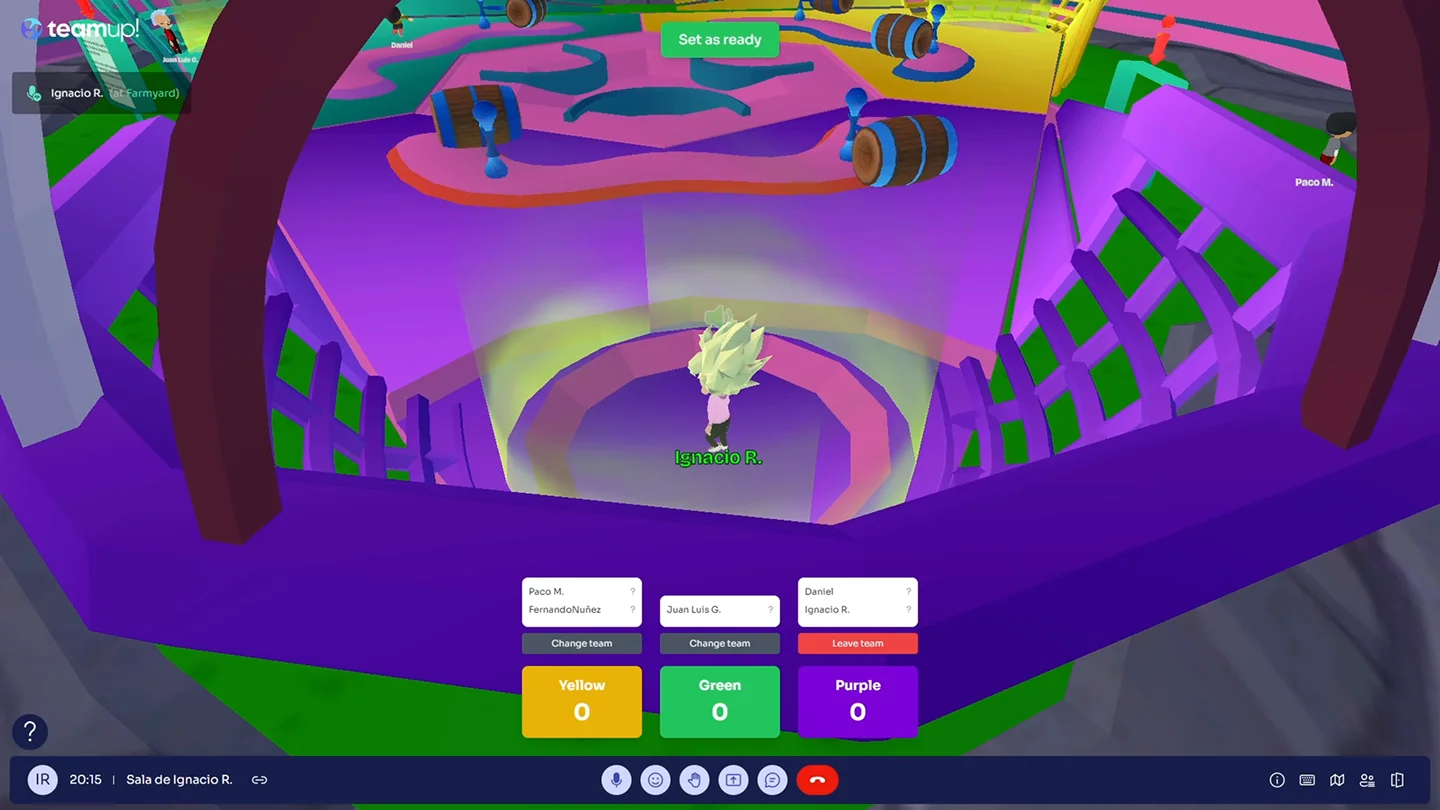 teamup!
Daniel
Juan Luis G.
Set as ready
Ignacio R. (at Farmyard)
Paco M.
Ignacio R.
Paco M. ?
FernandoNuñez ?
Juan Luis G. ?
Daniel ?
Ignacio R. ?
Change team
Change team
Leave team
Yellow
0
Green
0
Purple
0
?
IR 20:15 | Sala de Ignacio R.